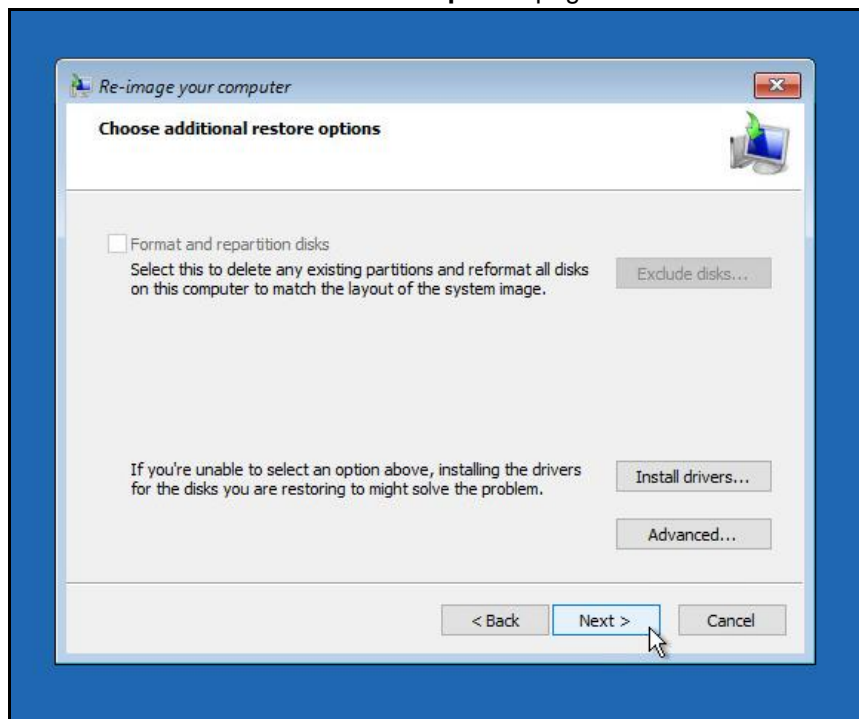 Re-image your computer
Choose additional restore options
Format and repartition disks
Select this to delete any existing partitions and reformat all disks
on this computer to match the layout of the system image.
Exclude disks...
If you're unable to select an option above, installing the drivers
for the disks you are restoring to might solve the problem.
Install drivers...
Advanced...
< Back
Next >
Cancel